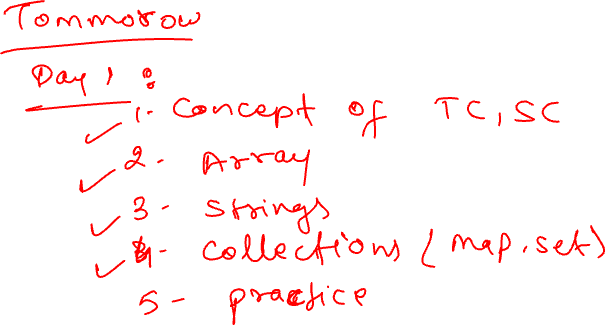 Tommorow
Day 1 :
1- Concept of TC, SC
2- Array
3- Strings
4- Collections (map, set)
5- practice